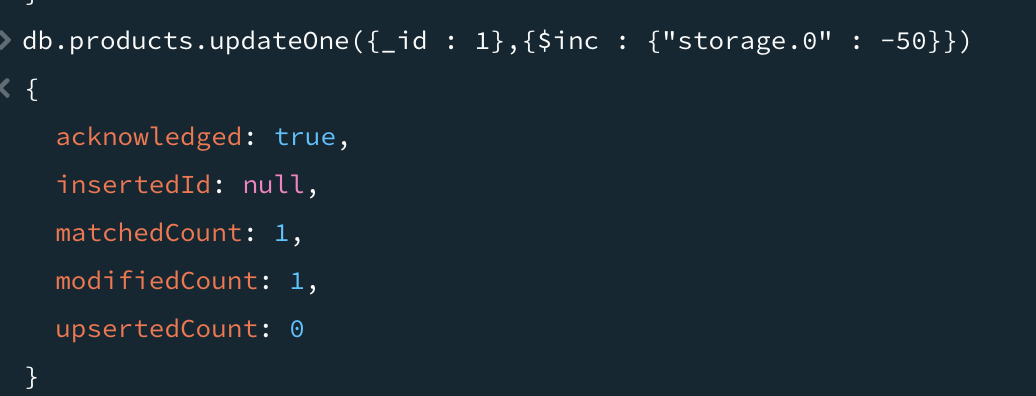 > db.products.updateOne({_id : 1},{$inc : {"storage.0" : -50}})
< {
  acknowledged: true,
  insertedId: null,
  matchedCount: 1,
  modifiedCount: 1,
  upsertedCount: 0
}